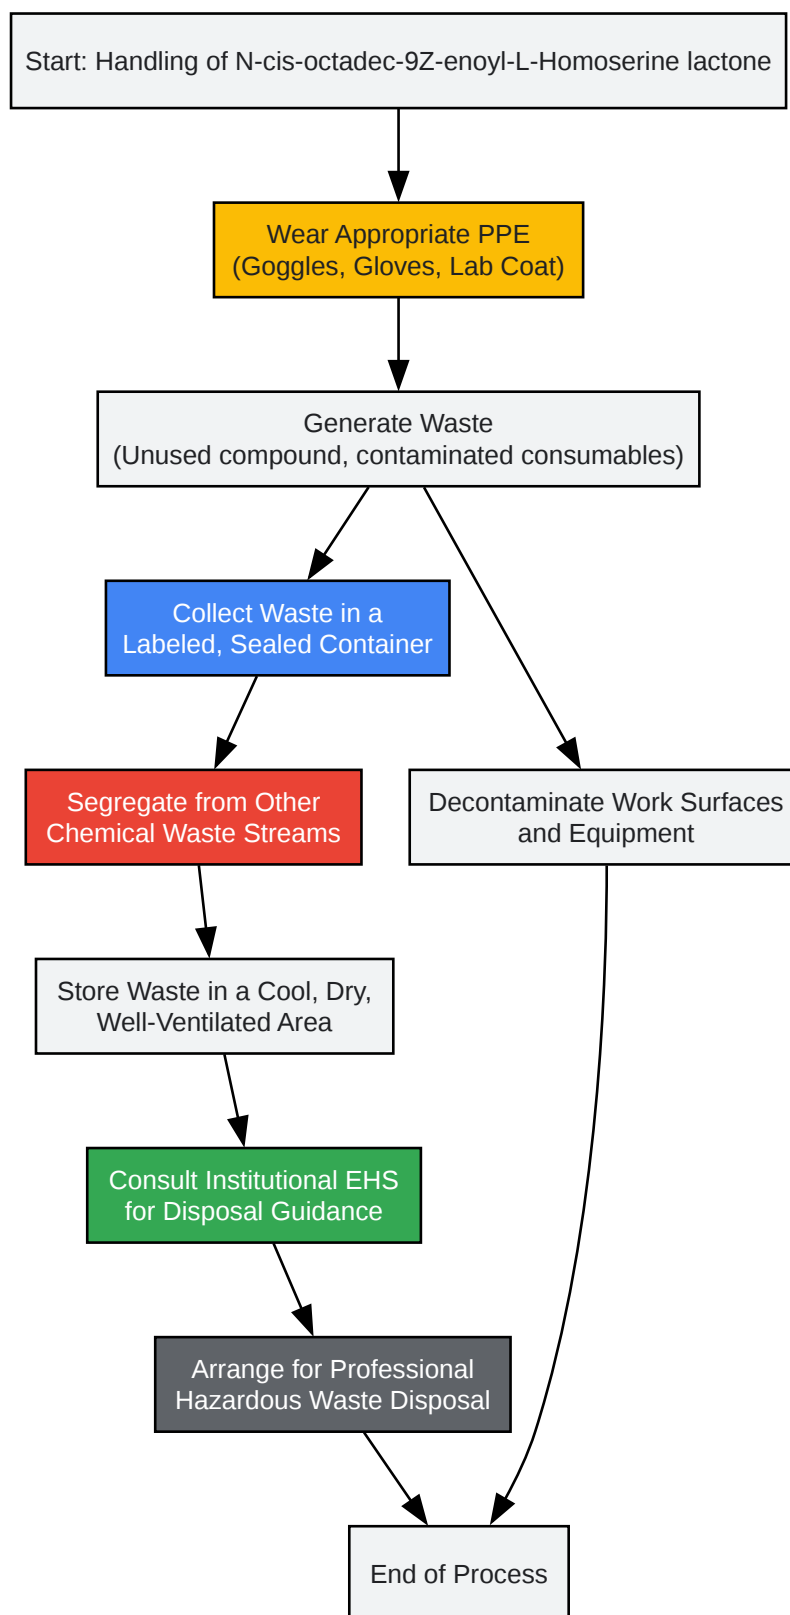 Start: Handling of N-cis-octadec-9Z-enoyl-L-Homoserine lactone
Wear Appropriate PPE
(Goggles, Gloves, Lab Coat)
Generate Waste
(Unused compound, contaminated consumables)
Collect Waste in a
Labeled, Sealed Container
Segregate from Other
Chemical Waste Streams
Decontaminate Work Surfaces
and Equipment
Store Waste in a Cool, Dry,
Well-Ventilated Area
Consult Institutional EHS
for Disposal Guidance
Arrange for Professional
Hazardous Waste Disposal
End of Process